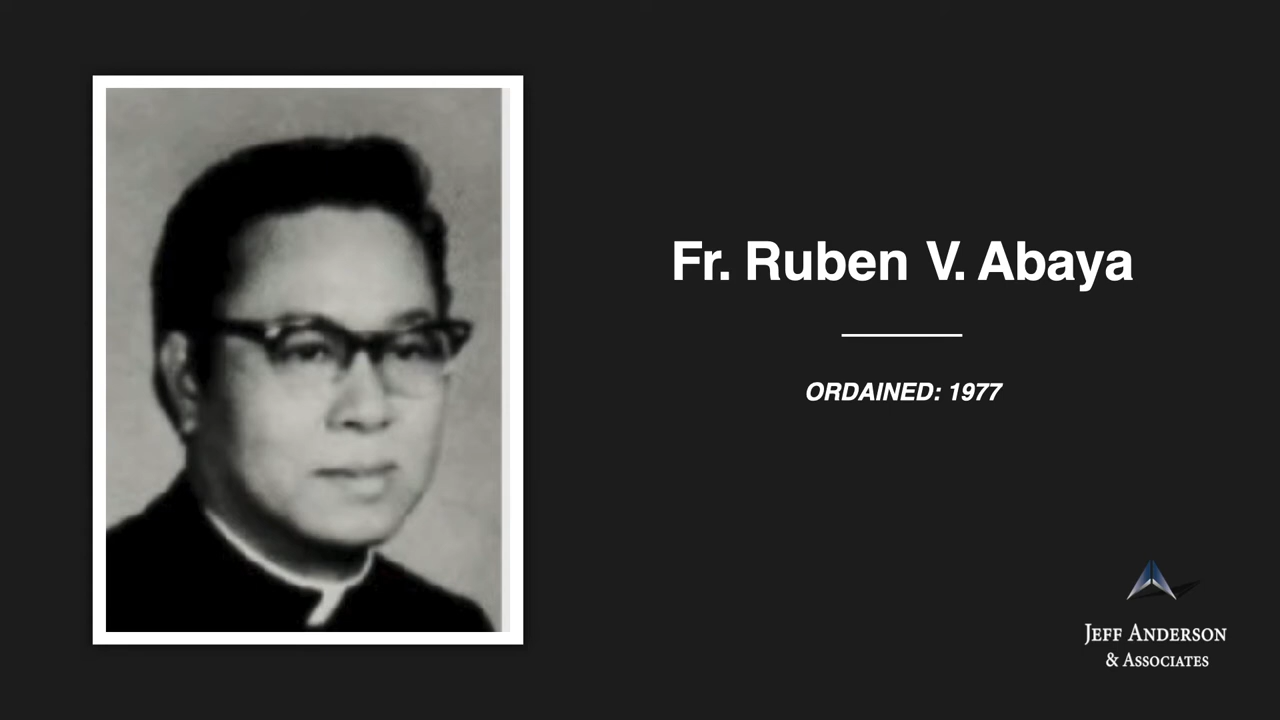 Fr. Ruben V. Abaya
ORDAINED: 1977
JEFF ANDERSON
& ASSOCIATES